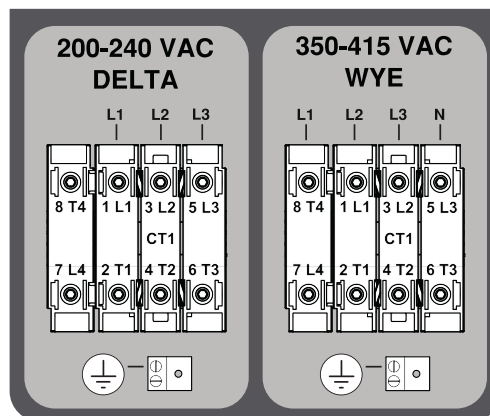 200-240 VAC
DELTA
L1 L2 L3
8 T4 1 L1 3 L2 5 L3
CT1
7 L4 2 T1 4 T2 6 T3
350-415 VAC
WYE
L1 L2 L3 N
8 T4 1 L1 3 L2 5 L3
CT1
7 L4 2 T1 4 T2 6 T3